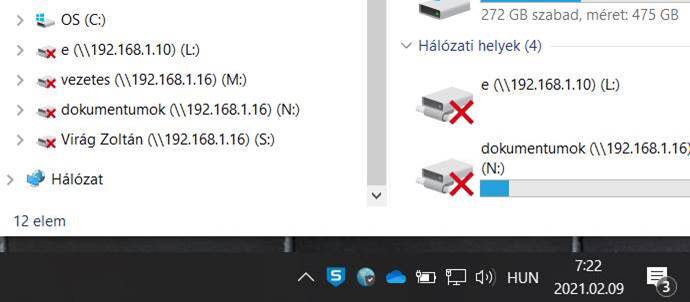 OS (C:)
e (\\192.168.1.10) (L:)
vezetes (\\192.168.1.16) (M:)
dokumentumok (\\192.168.1.16) (N:)
Virág Zoltán (\\192.168.1.16) (S:)
Hálózat
12 elem
272 GB szabad, méret: 475 GB
Hálózati helyek (4)
e (\\192.168.1.10) (L:)
dokumentumok (\\192.168.1.16)
(N:)
S
HUN
7:22
2021.02.09
3